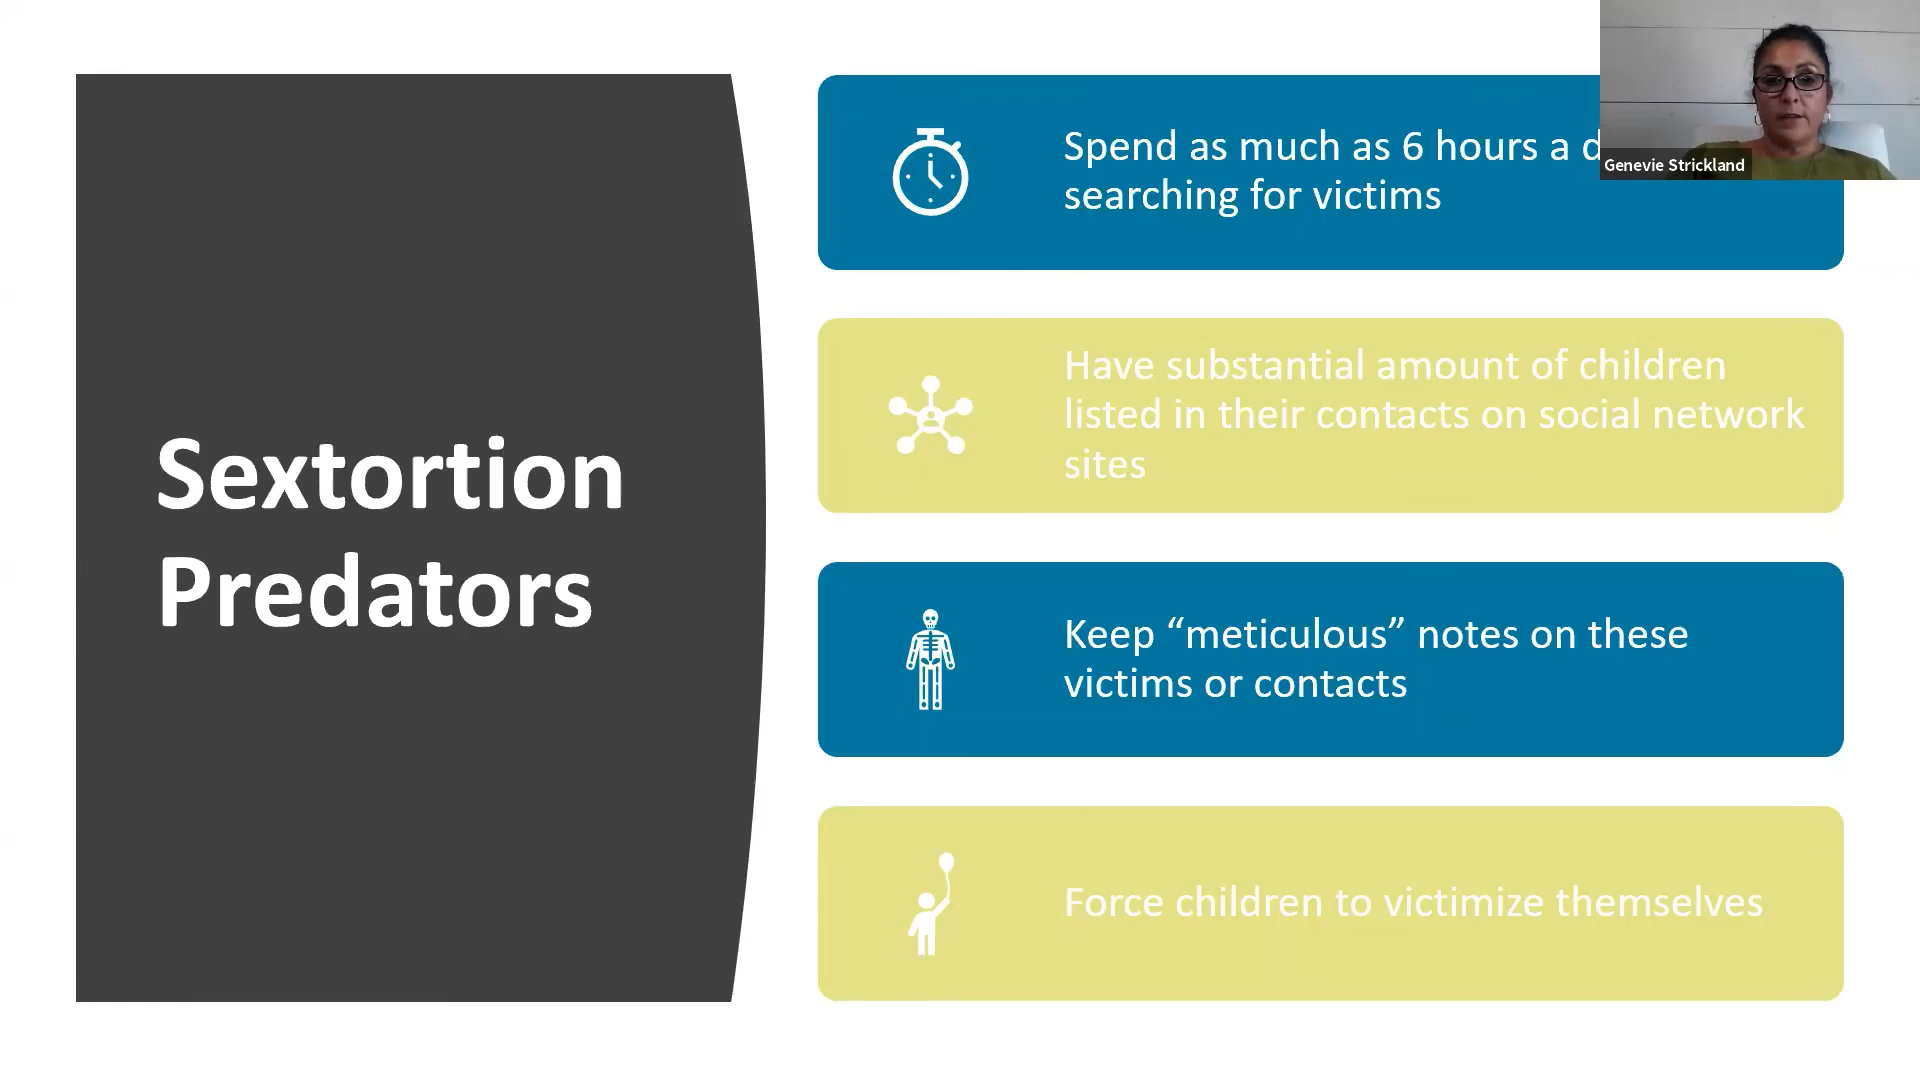 Sextortion
Predators
Spend as much as 6 hours a
searching for victims
Have substantial amount of children
listed in their contacts on social network
sites
Keep “meticulous” notes on these
victims or contacts
Force children to victimize themselves
Genevie Strickland